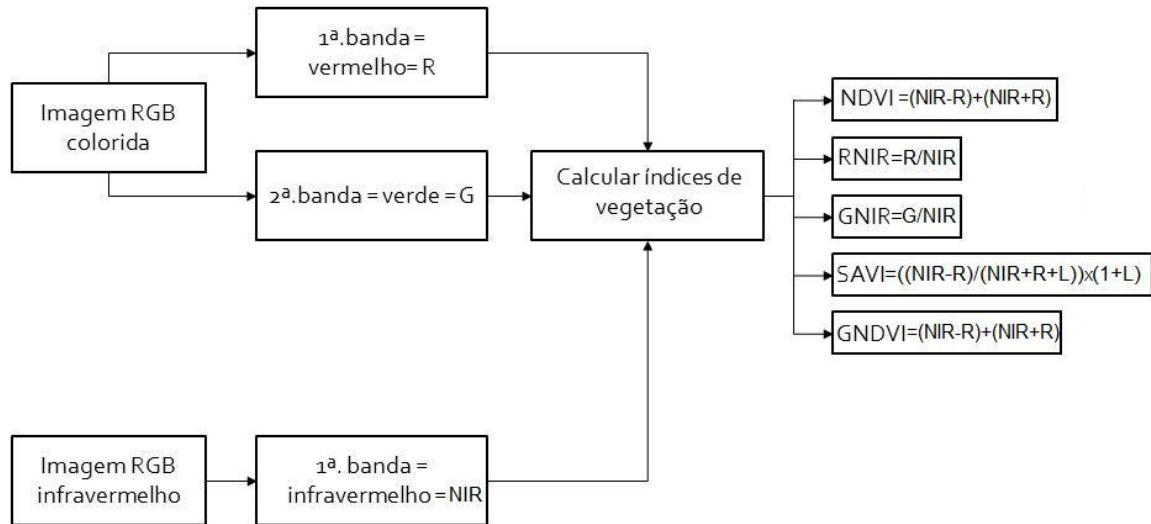 Imagem RGB
colorida
1ª.banda =
vermelho= R
2ª.banda = verde = G
Imagem RGB
infravermelho
1ª. banda =
infravermelho = NIR
Calcular índices de
vegetação
NDVI =(NIR-R)+(NIR+R)
RNIR=R/NIR
GNIR=G/NIR
SAVI=((NIR-R)/(NIR+R+L))x(1+L)
GNDVI=(NIR-R)+(NIR+R)